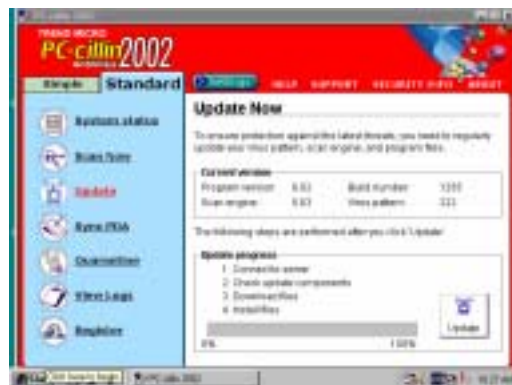 TREND MICRO
PC-cillin 2002
Simple Standard
HELP SUPPORT SECURITY INFO ABOUT
System status
Scan Now
Update
Sync PDA
Quarantine
View Logs
Register
Update Now
To ensure protection against the latest threats, you need to regularly
update your virus pattern, scan engine, and program files.
Current version
Program version Build number
Scan engine Virus pattern
The following steps are performed after you click 'Update'
Update progress
1 Connect to server
2 Check update components
3 Download files
4 Install files
Update
0% 100%